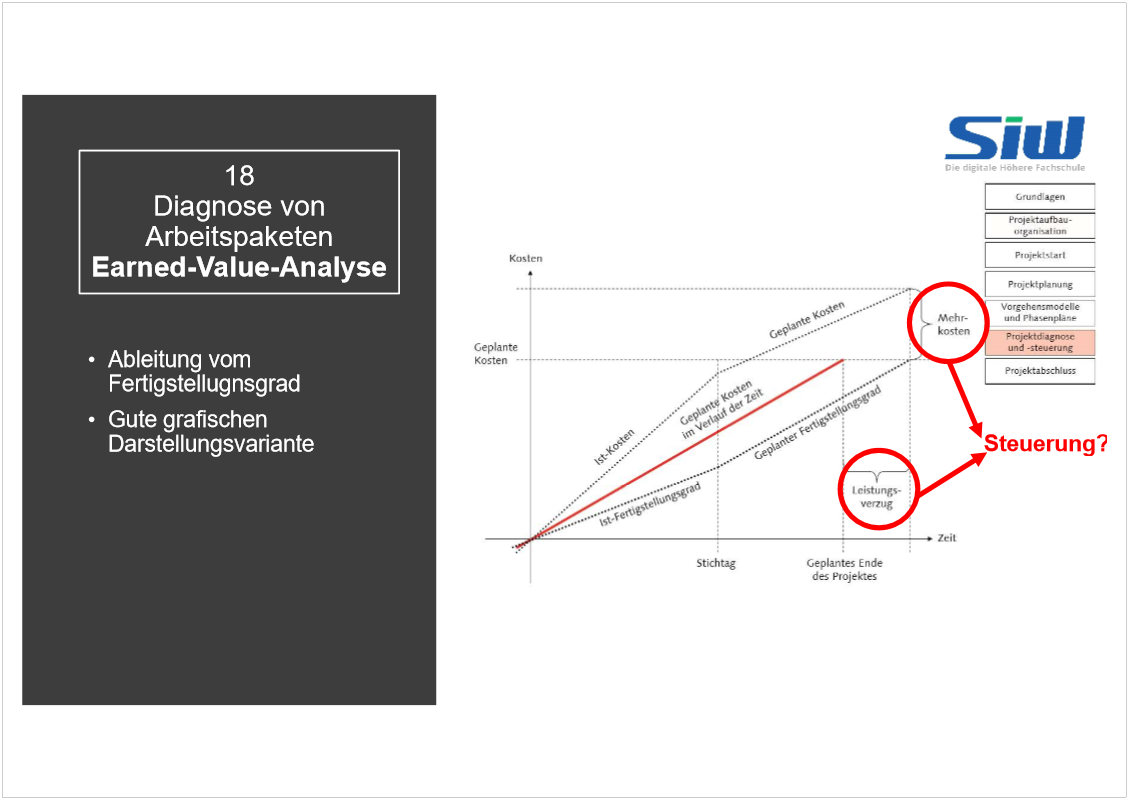 18
Diagnose von
Arbeitspaketen
Earned-Value-Analyse
• Ableitung vom
Fertigstellugnsgrad
• Gute grafischen
Darstellungsvariante
SiW
Die digitale Höhere Fachschule
Grundlagen
Projektaufbau-
organisation
Projektstart
Projektplanung
Vorgehensmodelle
und Phasenpläne
Projektdiagnose
und -steuerung
Projektabschluss
Kosten
Geplante
Kosten
Geplante Kosten
Mehr-
kosten
Ist-Kosten
Geplante Kosten
im Verlauf der Zeit
Geplanter Fertigstellungsgrad
Ist-Fertigstellungsgrad
Leistungs-
verzug
Steuerung?
Zeit
Stichtag
Geplantes Ende
des Projektes